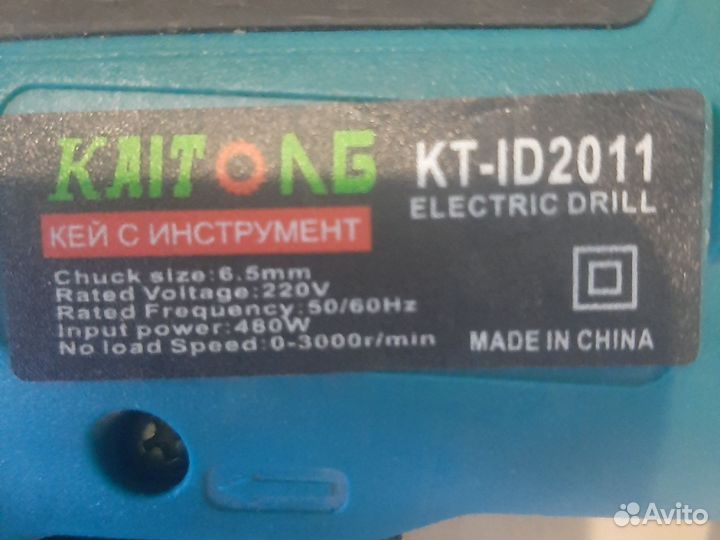 KAITONG
KT-ID2011
ELECTRIC DRILL
КЕЙ С ИНСТРУМЕНТ
Chuck size:6.5mm
Rated Voltage:220V
Rated Frequency:50/60Hz
Input power:480W
No load Speed:0-3000r/min
MADE IN CHINA
Avito